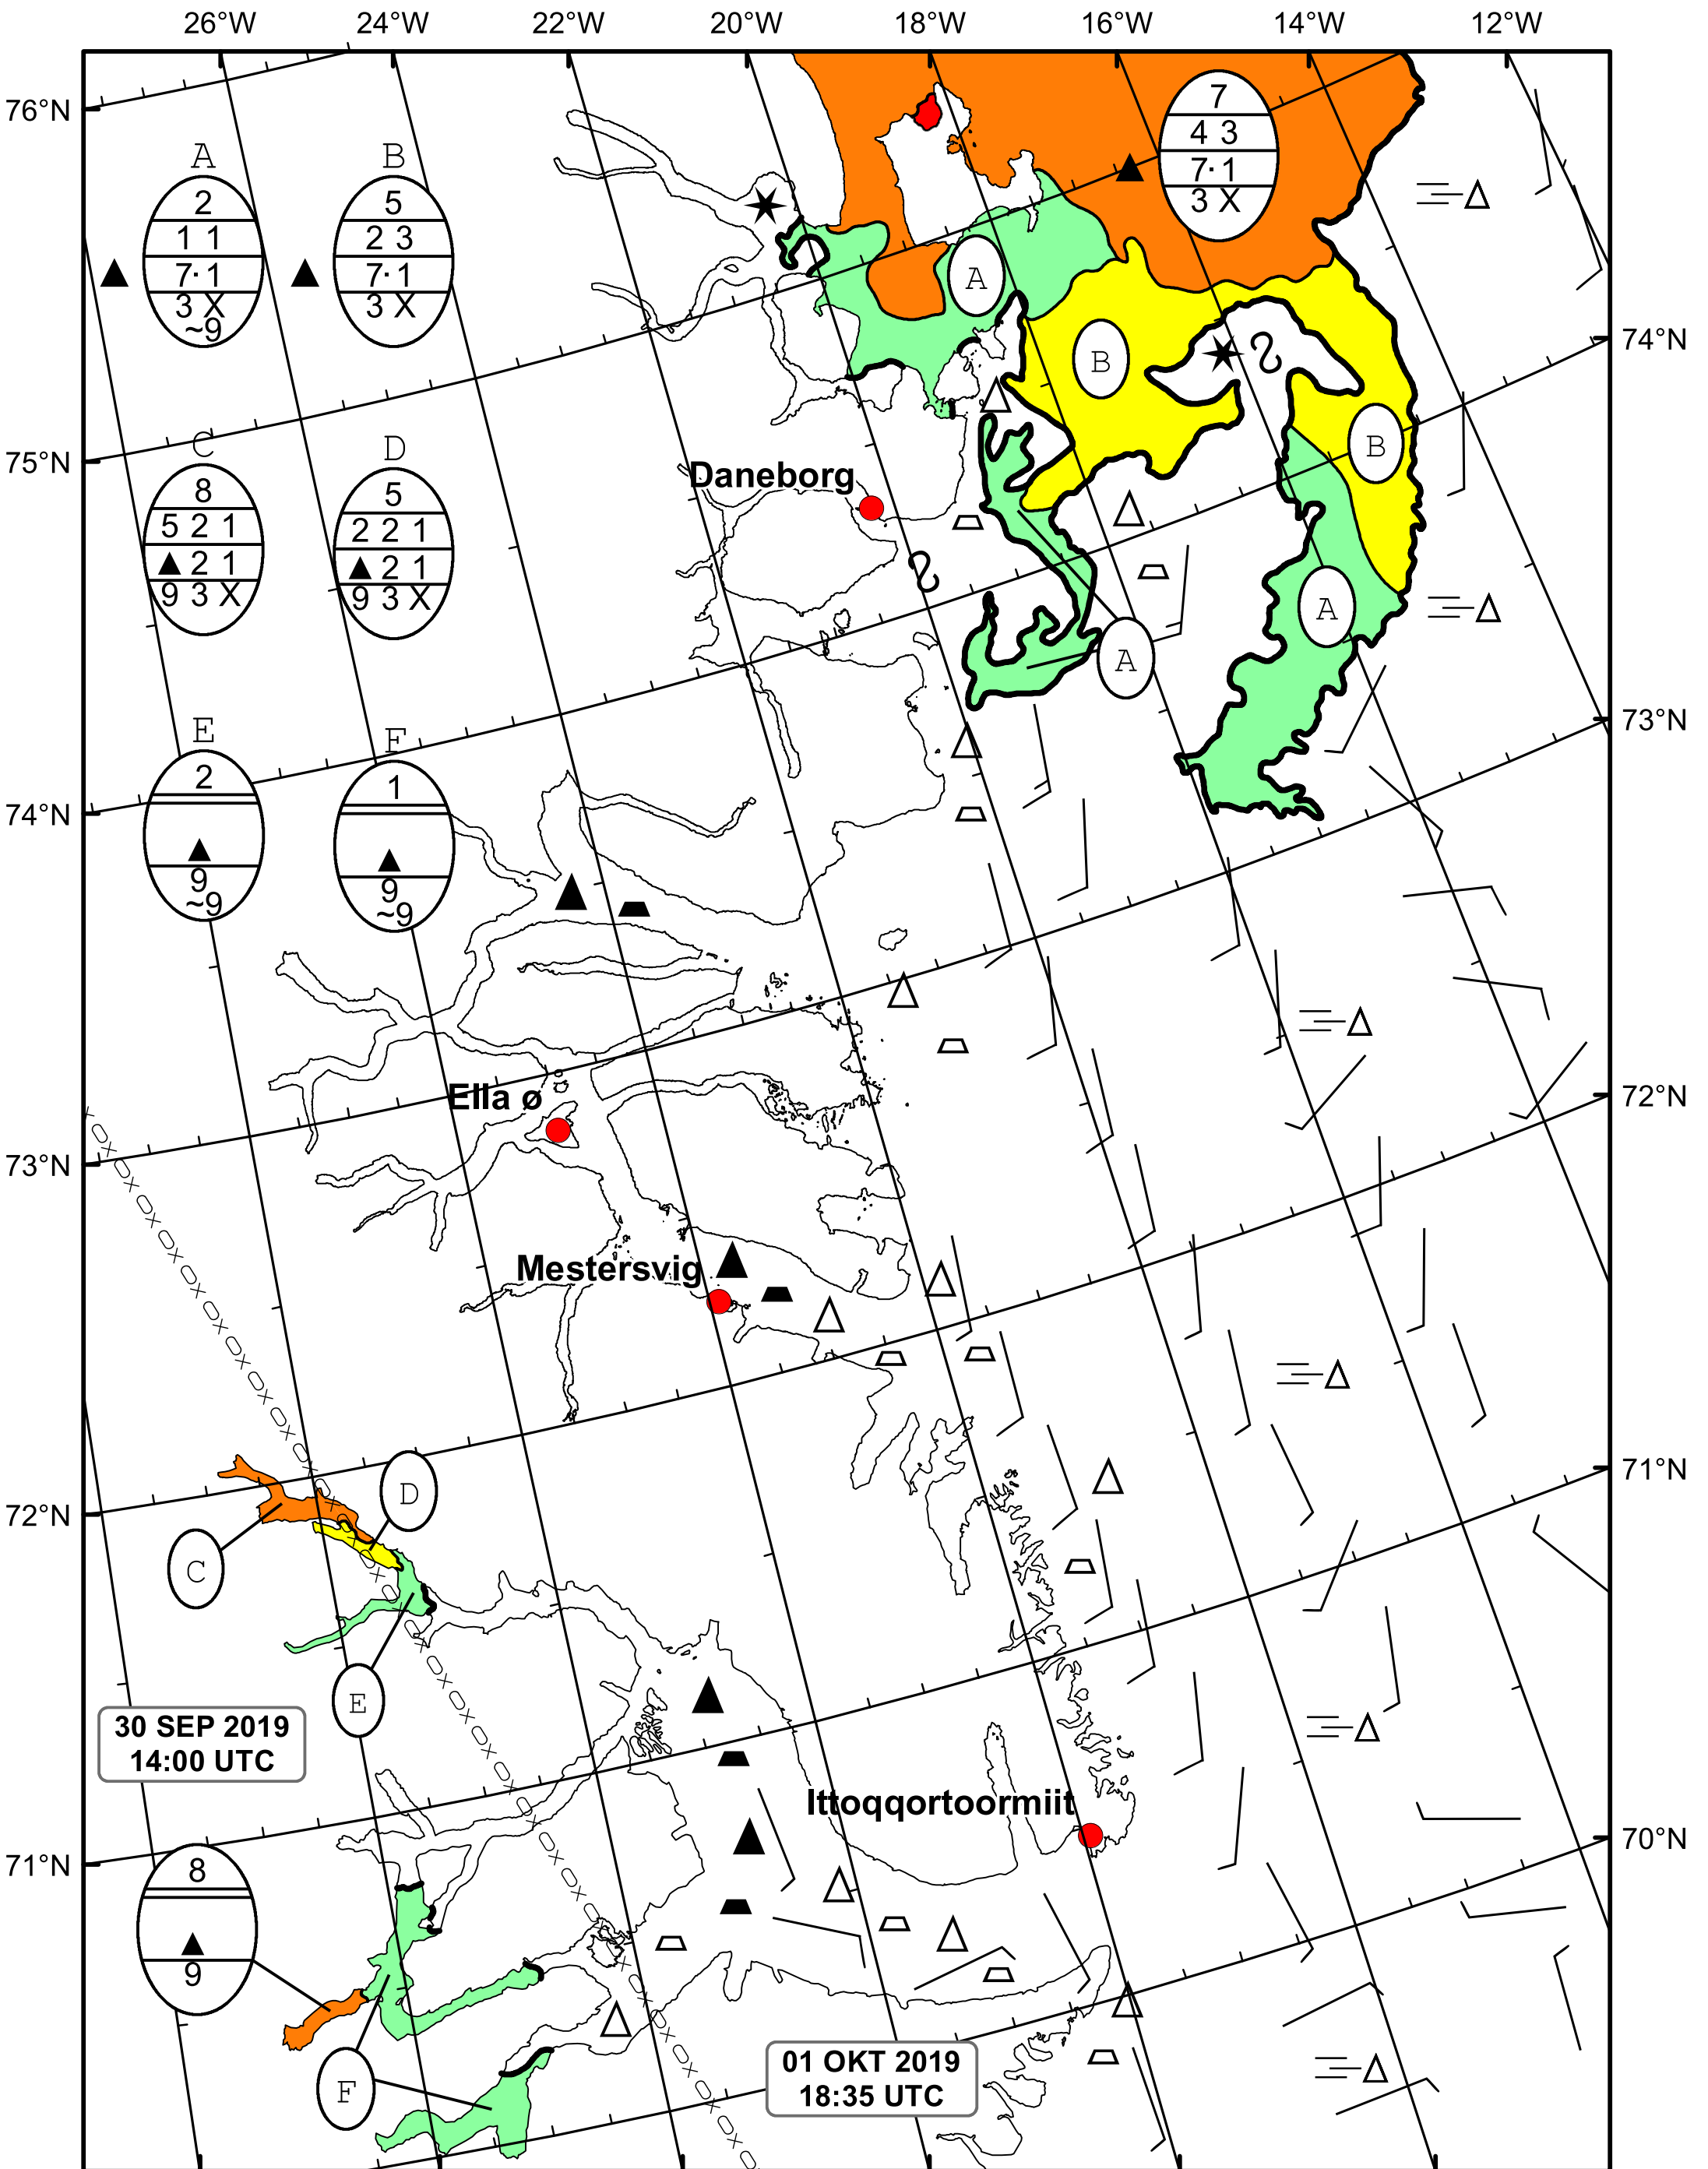 26°W 24°W 22°W 20°W 18°W 16°W 14°W 12°W
76°N
7
4 3
7·1
3 X
A B
2 5
1 1 2 3
7·1 7·1
3 X 3 X
~9
A
74°N
B
B
75°N
C D
8 5
5 2 1 2 2 1
2 1 2 1
9 3 X 9 3 X
Daneborg
A
A
73°N
E F
2 1
74°N
9 9
~9 ~9
72°N
Ella ø
73°N
Mestersvig
71°N
D
72°N
C
E
30 SEP 2019
14:00 UTC
Ittoqqortoormiit
70°N
71°N
8
9
01 OKT 2019
18:35 UTC
F